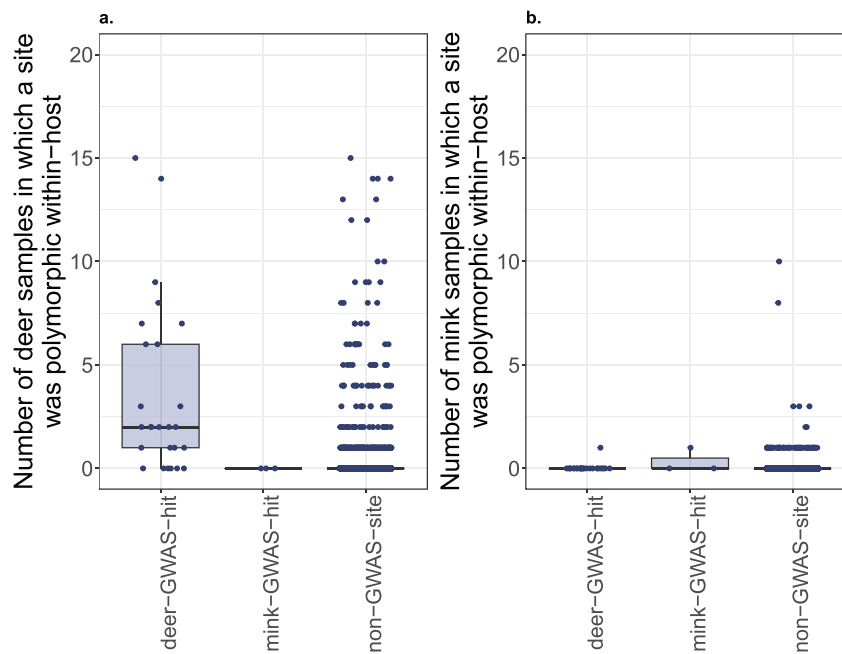 a.
Number of deer samples in which a site
was polymorphic within−host
20
15
10
5
0
deer−GWAS−hit
mink−GWAS−hit
non−GWAS−site
b.
Number of mink samples in which a site
was polymorphic within−host
20
15
10
5
0
deer−GWAS−hit
mink−GWAS−hit
non−GWAS−site